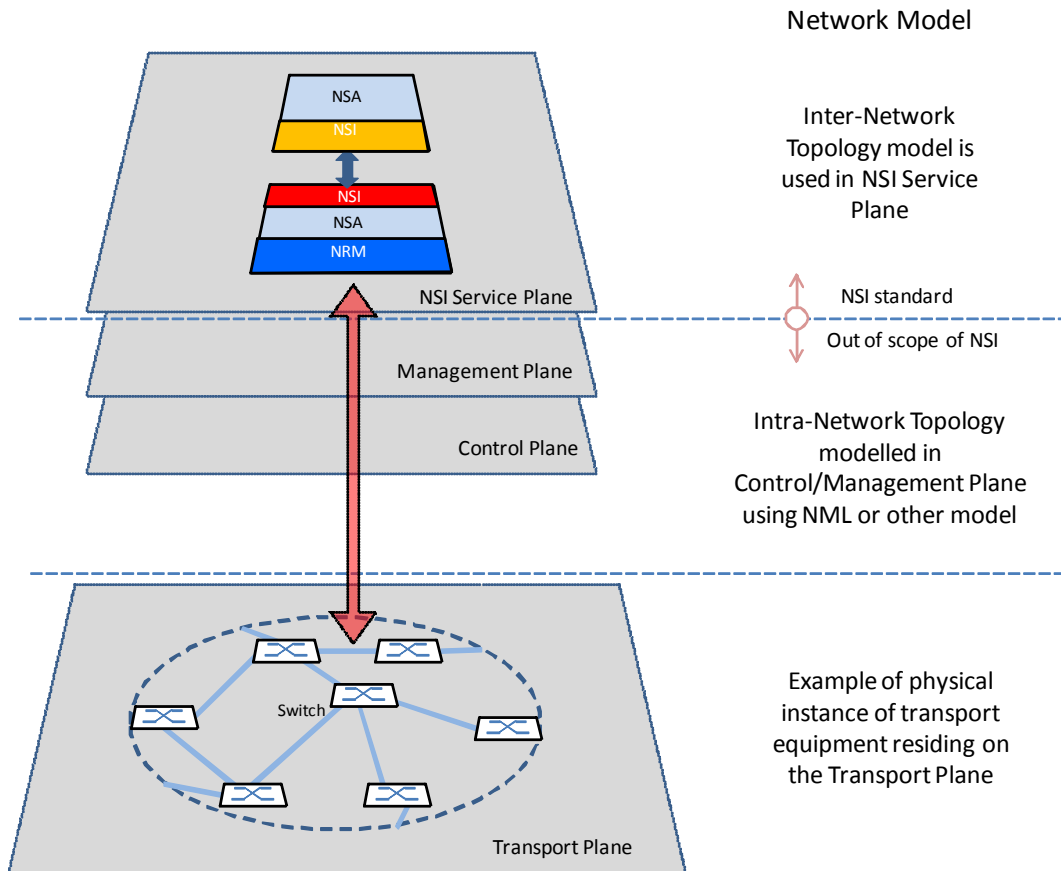 Network Model
NSA
NSI
NSI
NSA
NRM
NSI Service Plane
Inter-Network
Topology model is
used in NSI Service
Plane
NSI standard
Out of scope of NSI
Management Plane
Control Plane
Intra-Network Topology
modelled in
Control/Management Plane
using NML or other model
Switch
Transport Plane
Example of physical
instance of transport
equipment residing on
the Transport Plane